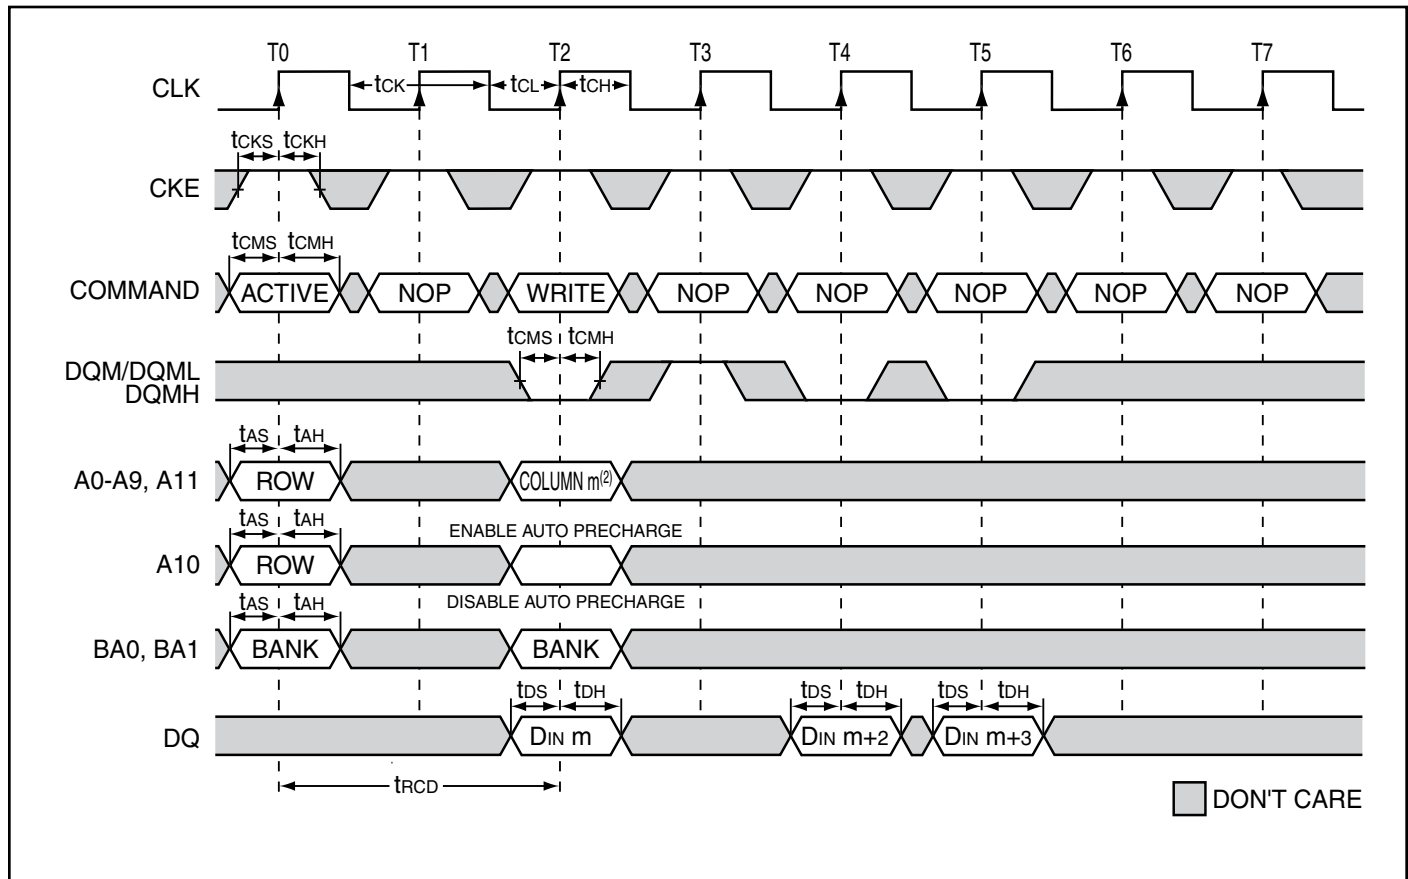 T0 T1 T2 T3 T4 T5 T6 T7
CLK tCK tCL tCH
tCKS tCKH
CKE
tCMS tCMH
COMMAND ACTIVE NOP WRITE NOP NOP NOP NOP NOP
tCMS tCMH
DQM/DQML
DQMH
tAS tAH
A0-A9, A11 ROW COLUMN m(2)
tAS tAH ENABLE AUTO PRECHARGE
A10 ROW
tAS tAH DISABLE AUTO PRECHARGE
BA0, BA1 BANK BANK
tDS tDH tDS tDH tDS tDH
DQ DIN m DIN m+2 DIN m+3
tRCD
DON'T CARE